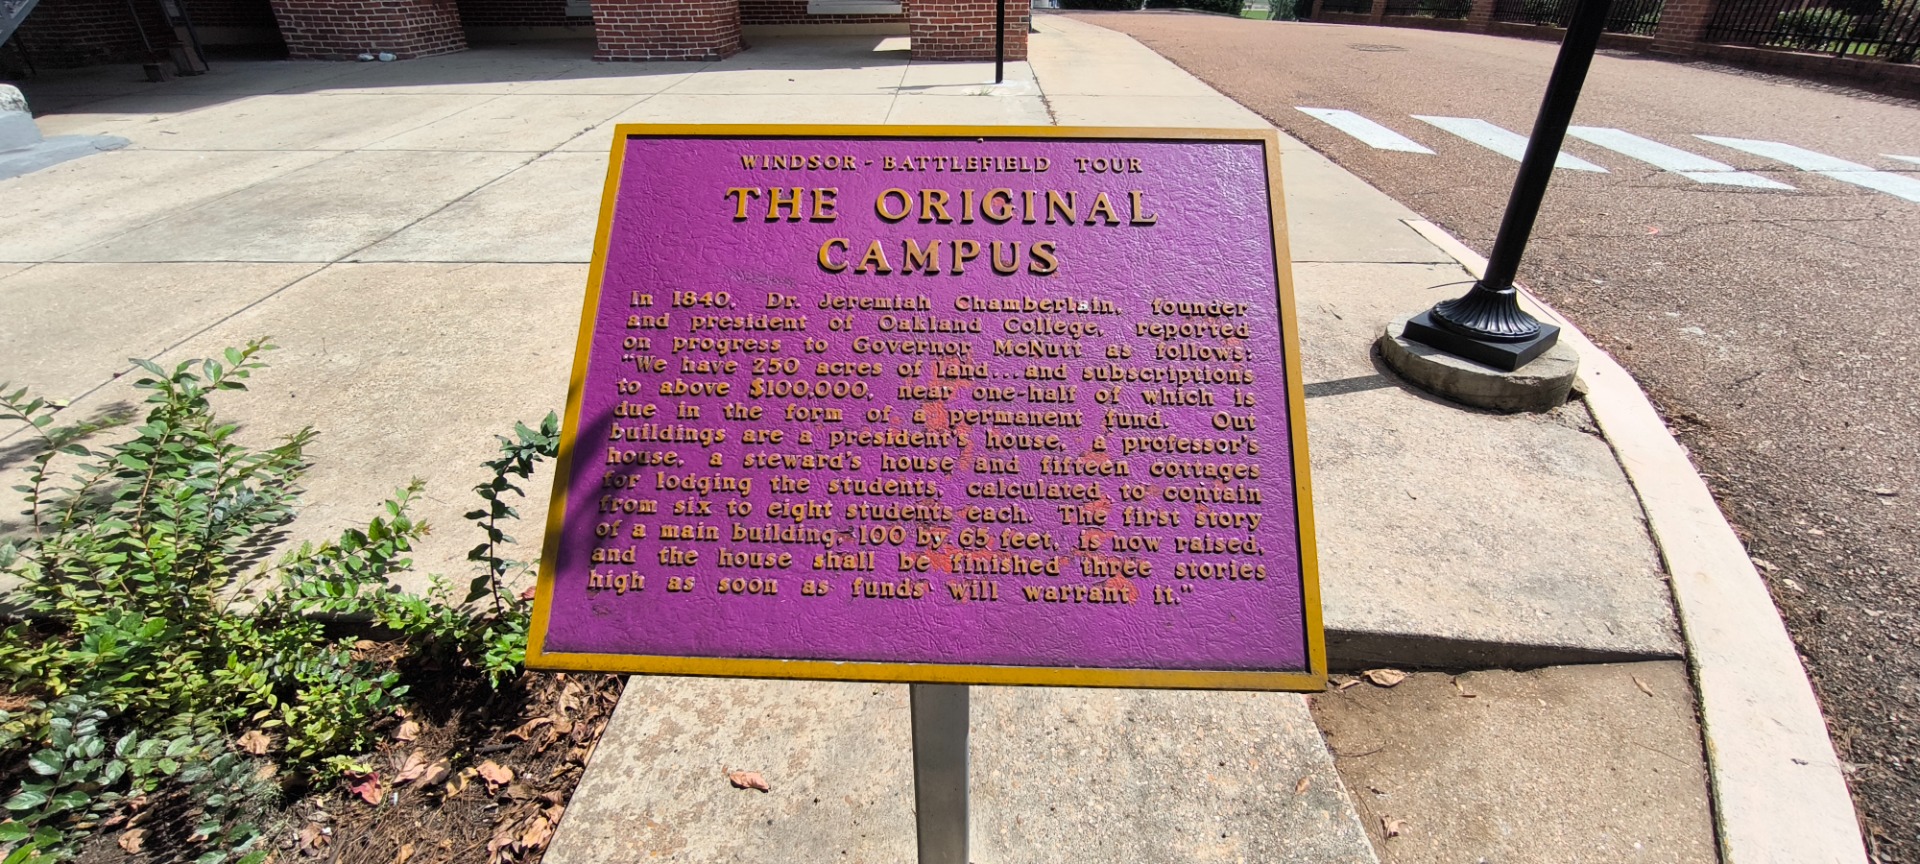 WINDSOR - BATTLEFIELD TOUR
THE ORIGINAL
CAMPUS
In 1840, Dr. Jeremiah Chamberlain, founder
and president of Oakland College, reported
on progress to Governor McNutt as follows:
"We have 250 acres of land...and subscriptions
to above $100,000, near one-half of which is
due in the form of a permanent fund. Out
buildings are a president's house, a professor's
house, a steward's house and fifteen cottages
for lodging the students, calculated to contain
from six to eight students each. The first story
of a main building, 100 by 65 feet, is now raised,
and the house shall be finished three stories
high as soon as funds will warrant it."